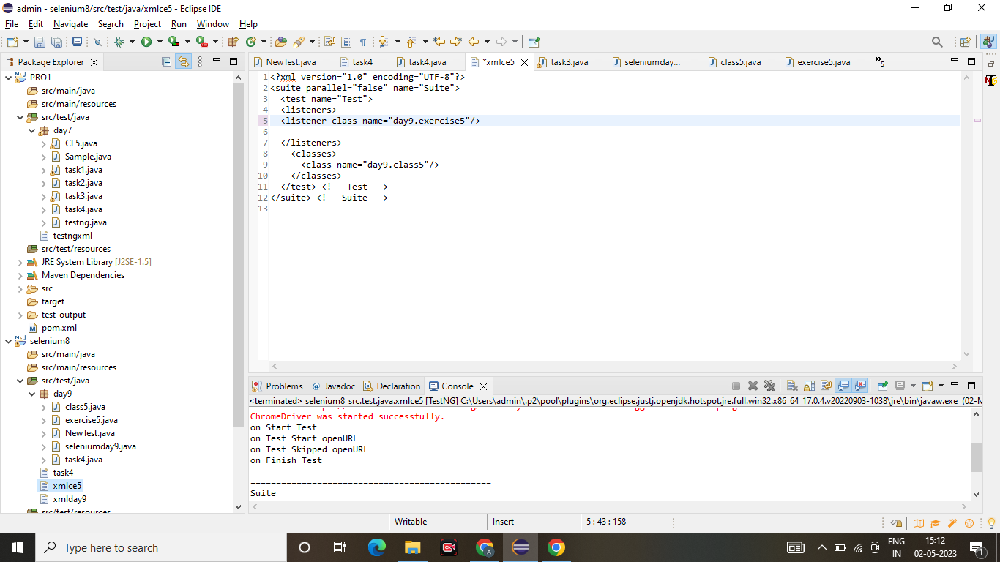 admin - selenium8/src/test/java/xmlce5 - Eclipse IDE
File Edit Navigate Search Project Run Window Help
Package Explorer
NewTest.java task4 task4.java *xmlce5 task3.java seleniumday... class5.java exercise5.java »5
PRO1
src/main/java
src/main/resources
src/test/java
day7
CE5.java
Sample.java
task1.java
task2.java
task3.java
task4.java
testng.java
testngxml
src/test/resources
JRE System Library [J2SE-1.5]
Maven Dependencies
src
target
test-output
pom.xml
selenium8
src/main/java
src/main/resources
src/test/java
day9
class5.java
exercise5.java
NewTest.java
seleniumday9.java
task4.java
task4
xmlce5
xmlday9
src/test/resources
1 <?xml version="1.0" encoding="UTF-8"?>
2 <suite parallel="false" name="Suite">
3 <test name="Test">
4 <listeners>
5 <listener class-name="day9.exercise5"/>
6
7 </listeners>
8 <classes>
9 <class name="day9.class5"/>
10 </classes>
11 </test> <!-- Test -->
12 </suite> <!-- Suite -->
13
Problems @ Javadoc Declaration Console
<terminated> selenium8_src.test.java.xmlce5 [TestNG] C:\Users\admin\.p2\pool\plugins\org.eclipse.justj.openjdk.hotspot.jre.full.win32.x86_64_17.0.4.v20220903-1038\jre\bin\javaw.exe (02-M
ChromeDriver was started successfully.
on Start Test
on Test Start openURL
on Test Skipped openURL
on Finish Test
===============================================
Suite
Writable Insert 5 : 43 : 158
Type here to search
ENG
IN
15:12
02-05-2023
1